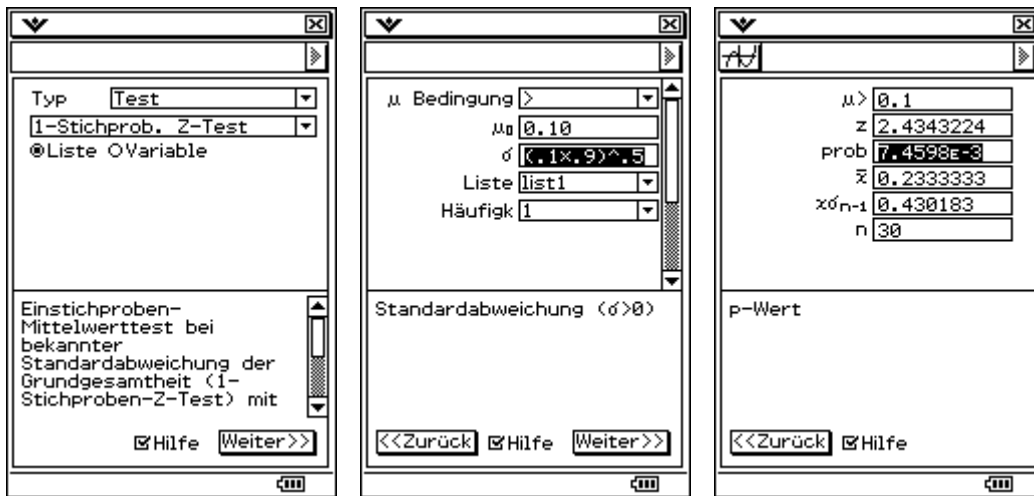 Typ Test
1-Stichprob. Z-Test
Liste Variable
Einstichproben-
Mittelwerttest bei
bekannter
Standardabweichung der
Grundgesamtheit (1-
Stichproben-Z-Test) mit
Hilfe Weiter>>
μ Bedingung >
μ0 0.10
σ (.1×.9)^.5
Liste list1
Häufigk 1
Standardabweichung (σ>0)
<<Zurück Hilfe Weiter>>
μ> 0.1
z 2.4343224
prob 7.4598E-3
x̄ 0.2333333
xσn-1 0.430183
n 30
p-Wert
<<Zurück Hilfe